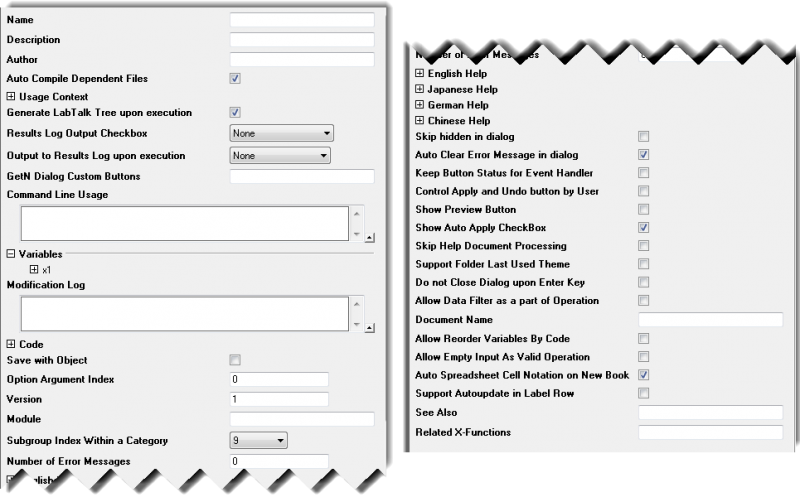 Name
Description
Author
Auto Compile Dependent Files
Usage Context
Generate LabTalk Tree upon execution
Results Log Output Checkbox None
Output to Results Log upon execution None
GetN Dialog Custom Buttons
Command Line Usage
Variables
x1
Modification Log
Code
Save with Object
Option Argument Index 0
Version 1
Module
Subgroup Index Within a Category 9
Number of Error Messages 0
English Help
Japanese Help
German Help
Chinese Help
Skip hidden in dialog
Auto Clear Error Message in dialog
Keep Button Status for Event Handler
Control Apply and Undo button by User
Show Preview Button
Show Auto Apply CheckBox
Skip Help Document Processing
Support Folder Last Used Theme
Do not Close Dialog upon Enter Key
Allow Data Filter as a part of Operation
Document Name
Allow Reorder Variables By Code
Allow Empty Input As Valid Operation
Auto Spreadsheet Cell Notation on New Book
Support Autoupdate in Label Row
See Also
Related X-Functions